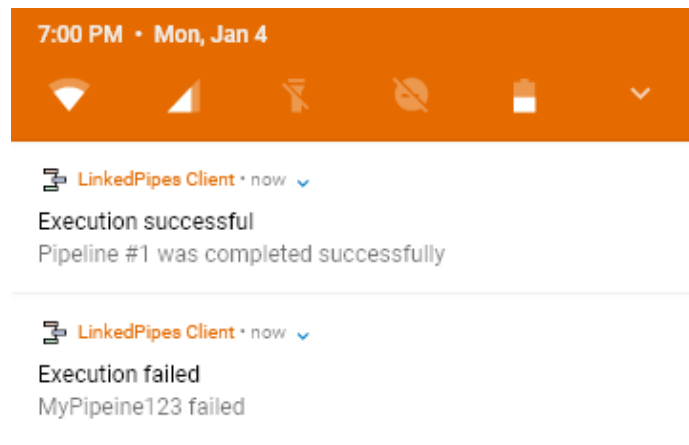 7:00 PM • Mon, Jan 4
LinkedPipes Client • now
Execution successful
Pipeline #1 was completed successfully
LinkedPipes Client • now
Execution failed
MyPipeine123 failed